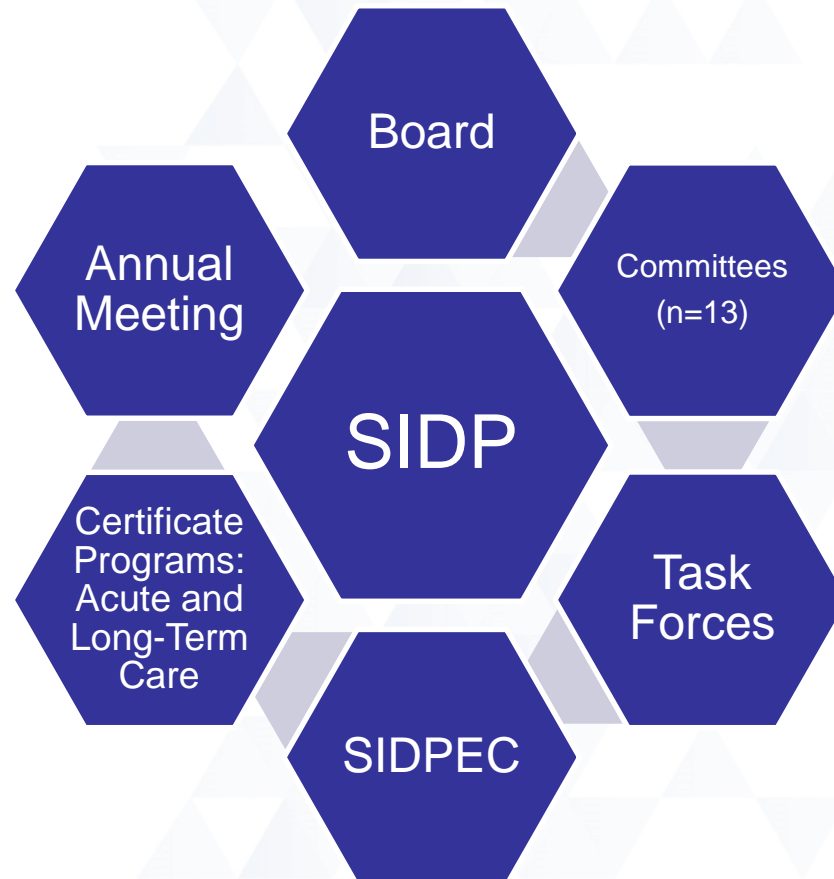 Board
Annual
Meeting
Committees
(n=13)
SIDP
Certificate
Programs:
Acute and
Long-Term
Care
Task
Forces
SIDPEC